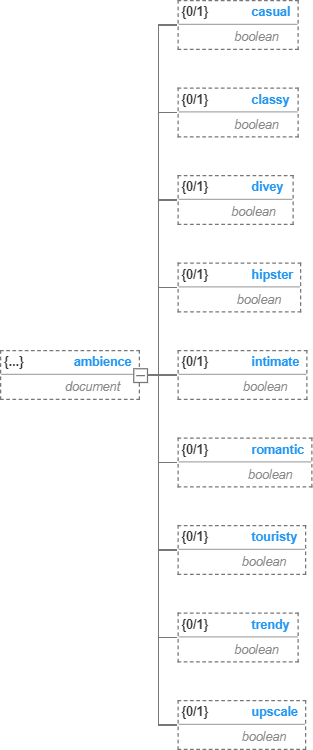 {0/1} casual
boolean
{0/1} classy
boolean
{0/1} divey
boolean
{0/1} hipster
boolean
{...} ambience
document
{0/1} intimate
boolean
{0/1} romantic
boolean
{0/1} touristy
boolean
{0/1} trendy
boolean
{0/1} upscale
boolean